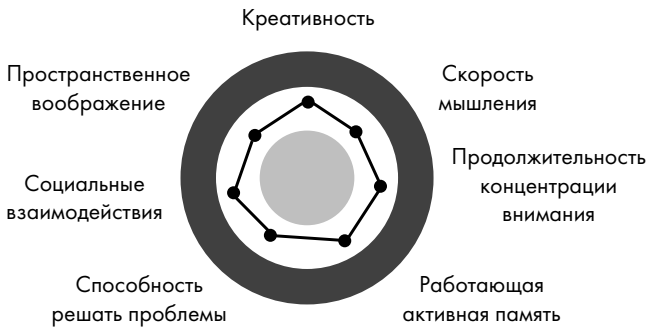 Креативность
Пространственное
воображение
Скорость
мышления
Социальные
взаимодействия
Продолжительность
концентрации
внимания
Способность
решать проблемы
Работающая
активная память